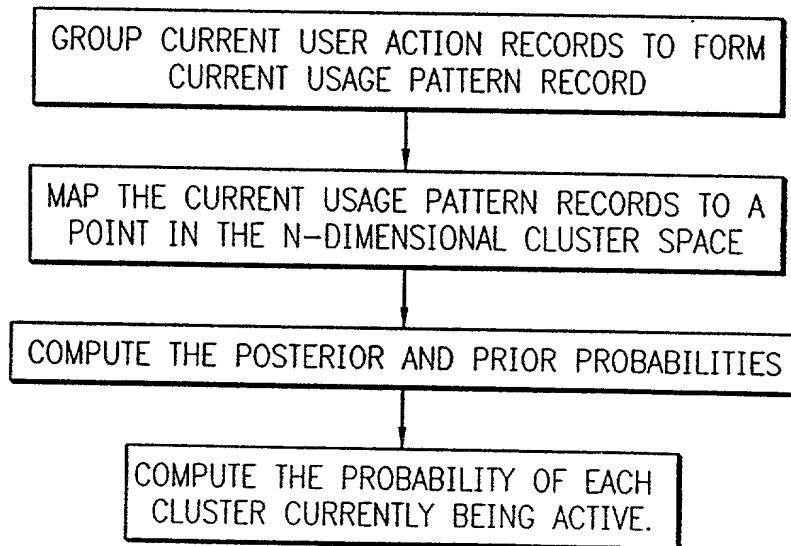 GROUP CURRENT USER ACTION RECORDS TO FORM
CURRENT USAGE PATTERN RECORD
MAP THE CURRENT USAGE PATTERN RECORDS TO A
POINT IN THE N-DIMENSIONAL CLUSTER SPACE
COMPUTE THE POSTERIOR AND PRIOR PROBABILITIES
COMPUTE THE PROBABILITY OF EACH
CLUSTER CURRENTLY BEING ACTIVE.